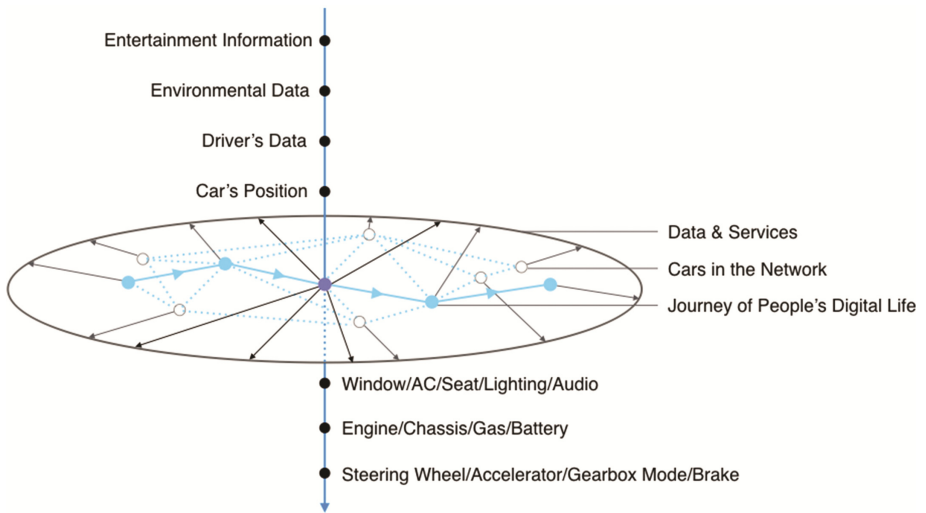 Entertainment Information
Environmental Data
Driver's Data
Car's Position
Data & Services
Cars in the Network
Journey of People's Digital Life
Window/AC/Seat/Lighting/Audio
Engine/Chassis/Gas/Battery
Steering Wheel/Accelerator/Gearbox Mode/Brake